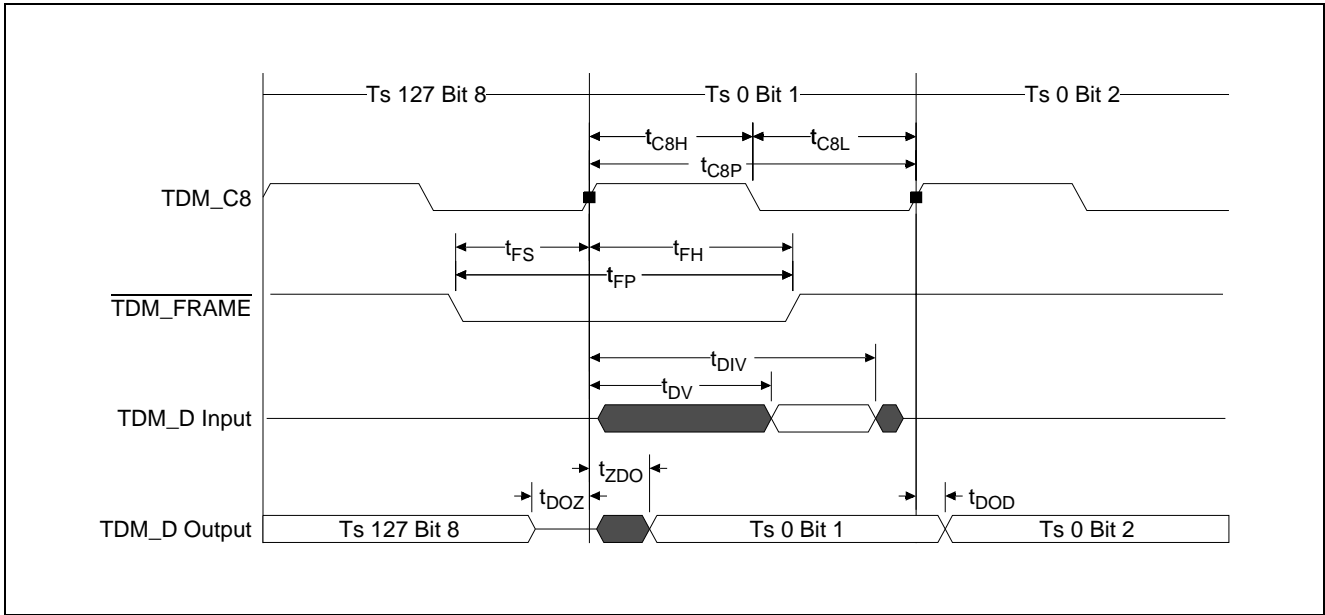 Ts 127 Bit 8 Ts 0 Bit 1 Ts 0 Bit 2
tC8H tC8L
tC8P
TDM_C8
tFS tFH
tFP
TDM_FRAME
tDIV
tDV
TDM_D Input
tZDO
tDOZ tDOD
TDM_D Output Ts 127 Bit 8 Ts 0 Bit 1 Ts 0 Bit 2